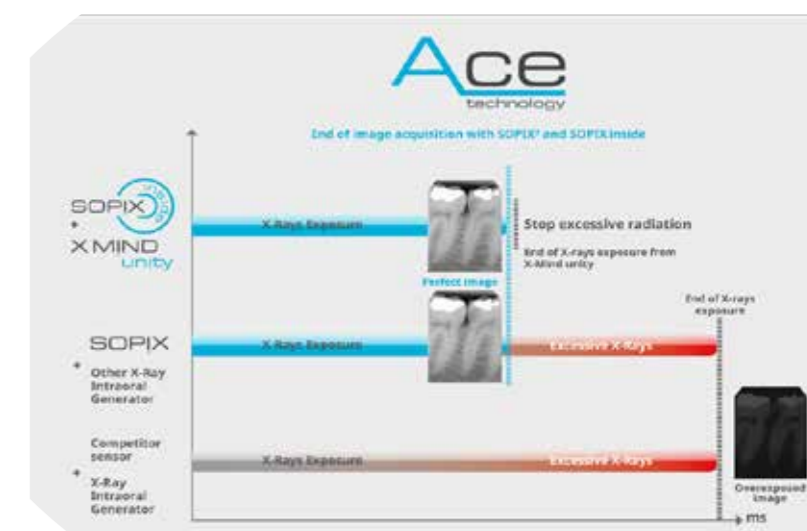 Ace
technology
End of image acquisition with SOPIX² and SOPIX inside
SOPIX inside
+
X MIND
unity
X-Rays Exposure
Stop excessive radiation
End of X-rays exposure from
X-Mind unity
Perfect image
End of X-rays
exposure
SOPIX
+
Other X-Ray
Intraoral
Generator
X-Rays Exposure
Excessive X-Rays
Competitor
sensor
+
X-Ray
Intraoral
Generator
X-Rays Exposure
Excessive X-Rays
Overexposed
image
ms